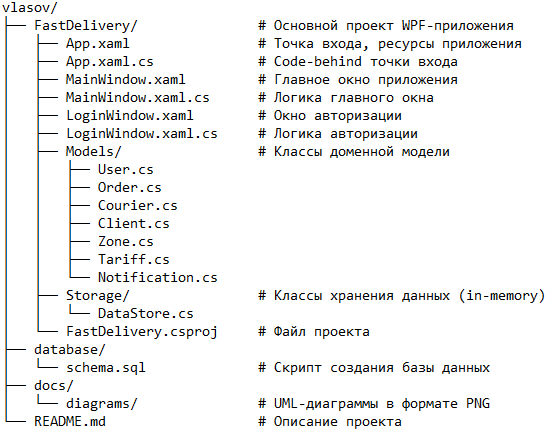 vlasov/
├── FastDelivery/                # Основной проект WPF-приложения
│   ├── App.xaml                 # Точка входа, ресурсы приложения
│   ├── App.xaml.cs              # Code-behind точки входа
│   ├── MainWindow.xaml          # Главное окно приложения
│   ├── MainWindow.xaml.cs       # Логика главного окна
│   ├── LoginWindow.xaml         # Окно авторизации
│   ├── LoginWindow.xaml.cs      # Логика авторизации
│   ├── Models/                  # Классы доменной модели
│   │   ├── User.cs
│   │   ├── Order.cs
│   │   ├── Courier.cs
│   │   ├── Client.cs
│   │   ├── Zone.cs
│   │   ├── Tariff.cs
│   │   └── Notification.cs
│   ├── Storage/                 # Классы хранения данных (in-memory)
│   │   └── DataStore.cs
│   └── FastDelivery.csproj      # Файл проекта
├── database/
│   └── schema.sql               # Скрипт создания базы данных
├── docs/
│   └── diagrams/                # UML-диаграммы в формате PNG
└── README.md                    # Описание проекта